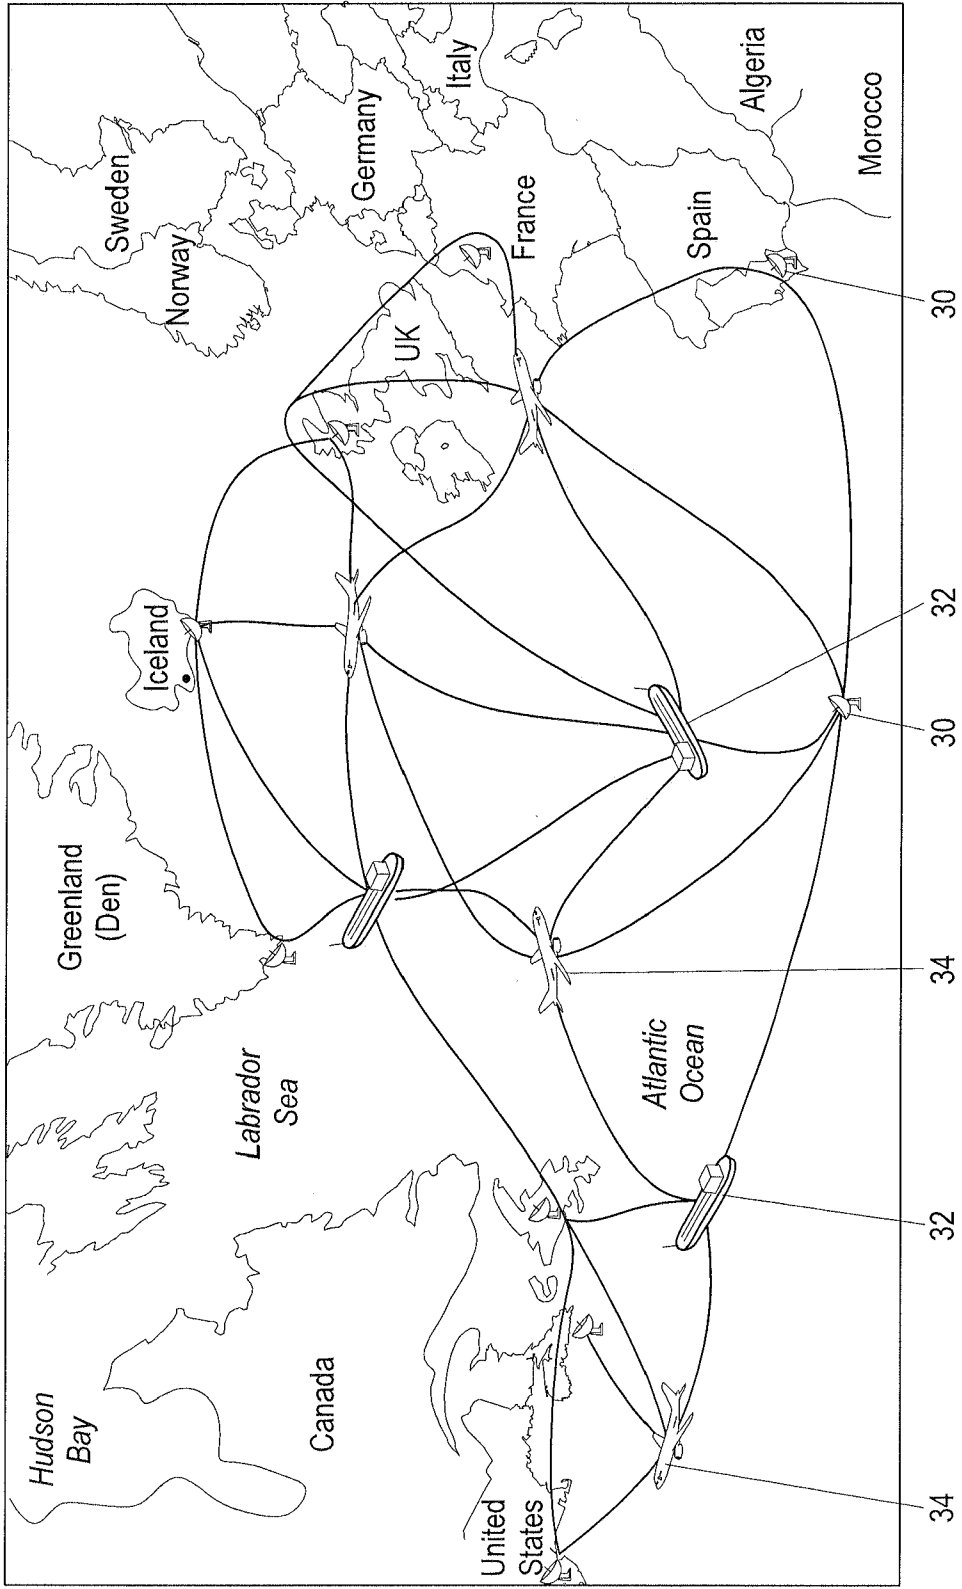 Hudson
Bay
Canada
United
States
Labrador
Sea
Greenland
(Den)
Iceland
Atlantic
Ocean
Norway
Sweden
UK
Germany
France
Italy
Spain
Algeria
Morocco
34
32
34
30
32
30